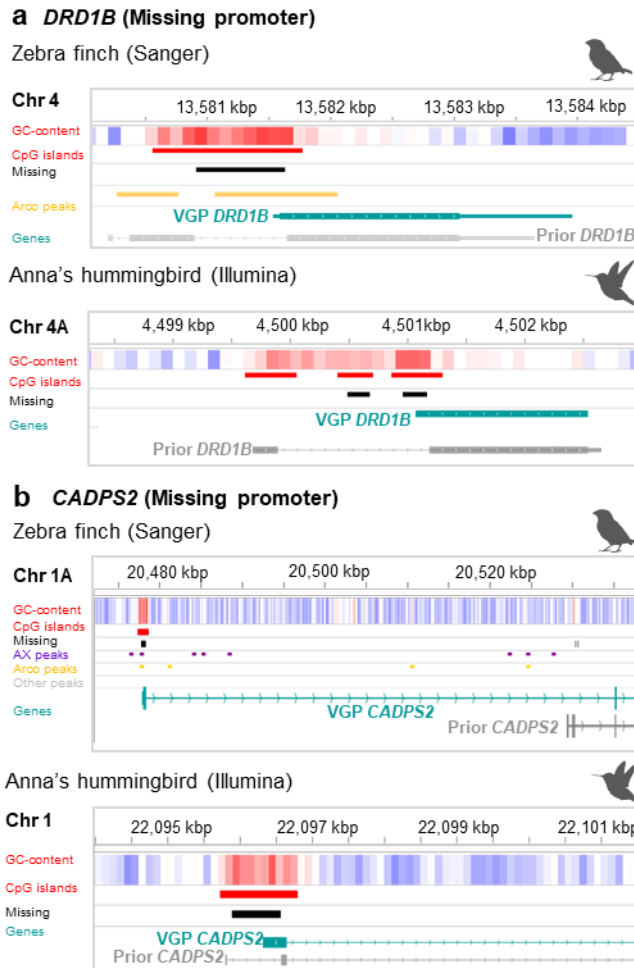 a DRD1B (Missing promoter)
Zebra finch (Sanger)
Chr 4
13,581 kbp 13,582 kbp 13,583 kbp 13,584 kbp
GC-content
CpG islands
Missing
Arco peaks
VGP DRD1B
Genes
Prior DRD1B
Anna's hummingbird (Illumina)
Chr 4A
4,499 kbp 4,500 kbp 4,501kbp 4,502 kbp
GC-content
CpG islands
Missing
VGP DRD1B
Genes
Prior DRD1B
b CADPS2 (Missing promoter)
Zebra finch (Sanger)
Chr 1A
20,480 kbp 20,500 kbp 20,520 kbp
GC-content
CpG islands
Missing
AX peaks
Arco peaks
Other peaks
Genes
VGP CADPS2
Prior CADPS2
Anna's hummingbird (Illumina)
Chr 1
22,095 kbp 22,097 kbp 22,099 kbp 22,101 kbp
GC-content
CpG islands
Missing
Genes
VGP CADPS2
Prior CADPS2